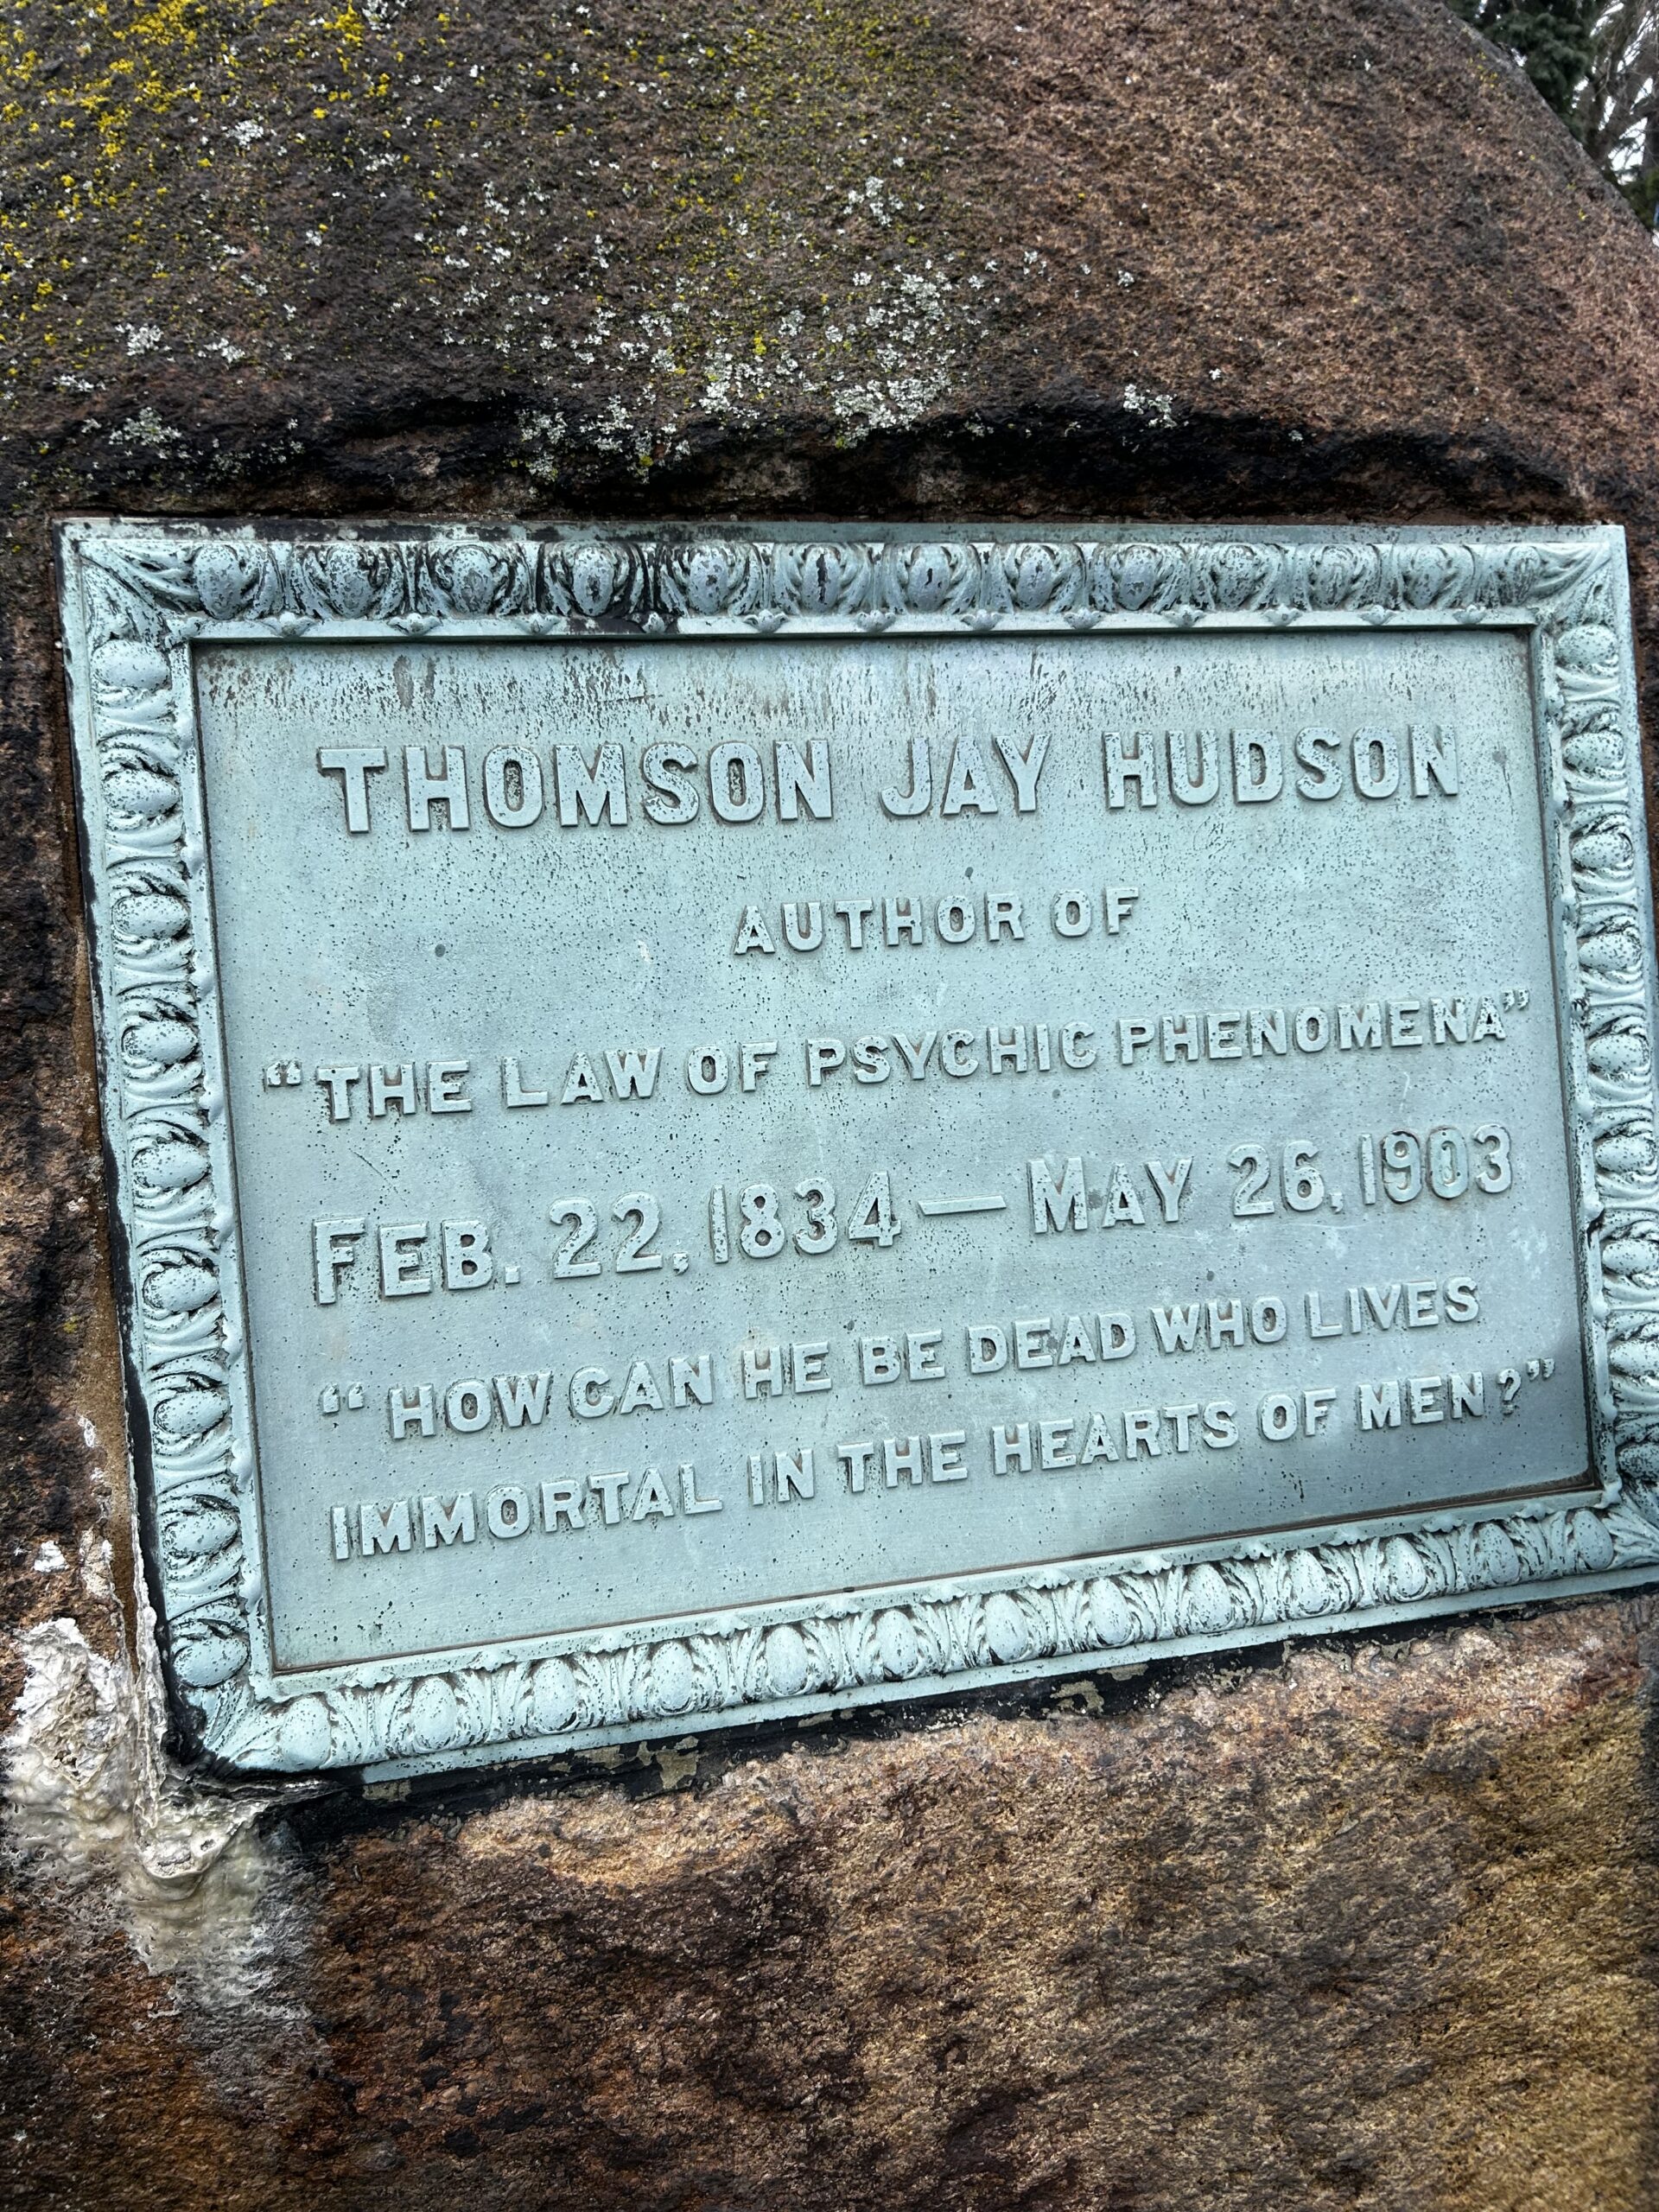 THOMSON JAY HUDSON
AUTHOR OF
“THE LAW OF PSYCHIC PHENOMENA”
FEB. 22, 1834 — MAY 26, 1903
“HOW CAN HE BE DEAD WHO LIVES
IMMORTAL IN THE HEARTS OF MEN?”